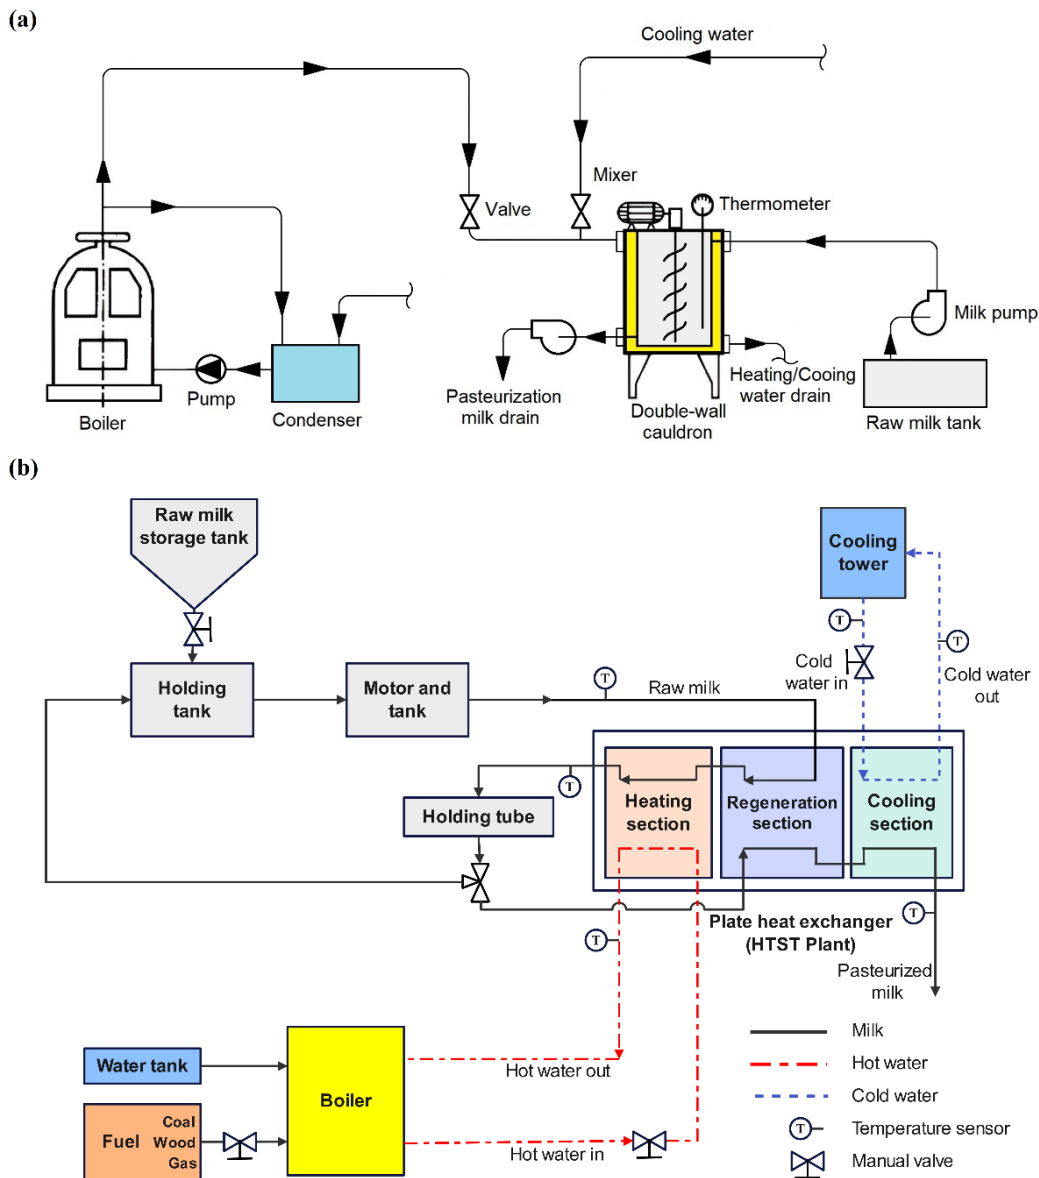 (a)
Cooling water
Mixer
Valve
Thermometer
Milk pump
Pump
Boiler
Condenser
Pasteurization
milk drain
Double-wall
cauldron
Heating/Cooing
water drain
Raw milk tank
(b)
Raw milk
storage tank
Cooling
tower
T
T
Cold
water in
Cold water
out
Holding
tank
Motor and
tank
T
Raw milk
T
Heating
section
Regeneration
section
Cooling
section
Holding tube
T
T
Plate heat exchanger
(HTST Plant)
Pasteurized
milk
Water tank
Fuel
Coal
Wood
Gas
Boiler
Hot water out
Hot water in
Milk
Hot water
Cold water
T
Temperature sensor
Manual valve